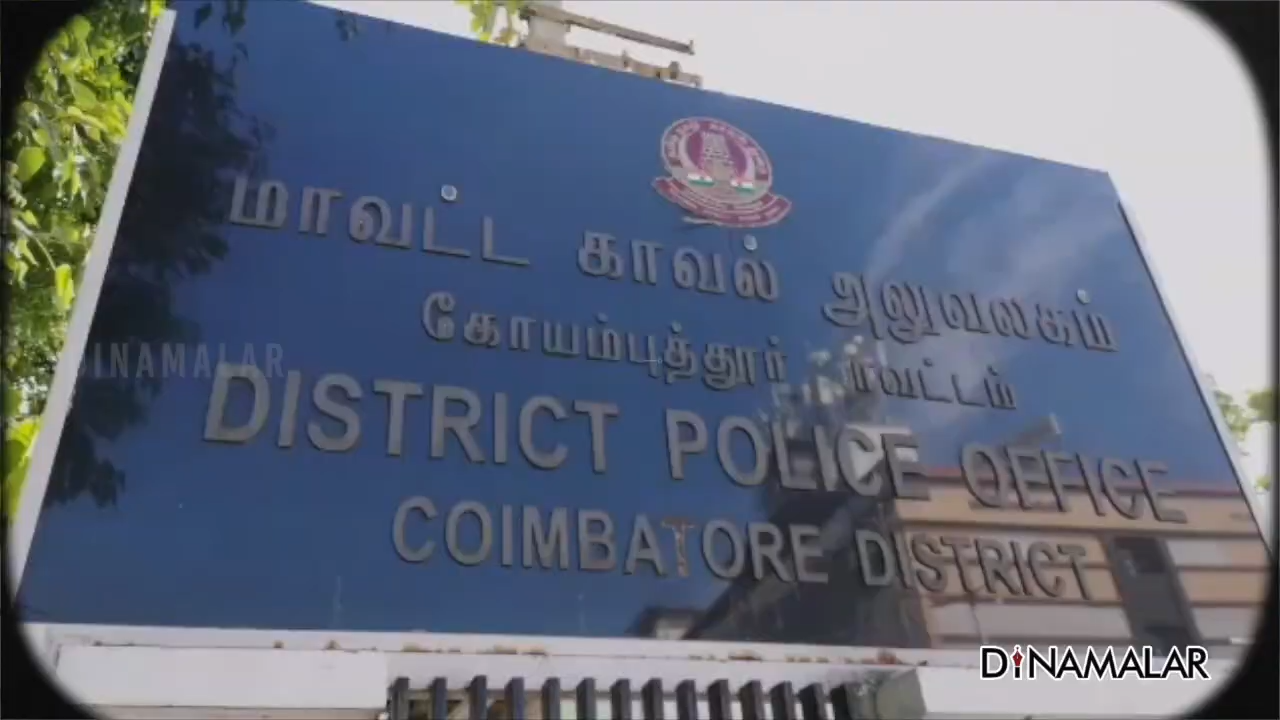 மாவட்ட காவல் அலுவலகம்
கோயம்புத்தூர் மாவட்டம்
DISTRICT POLICE OFFICE
COIMBATORE DISTRICT
DINAMALAR
DINAMALAR